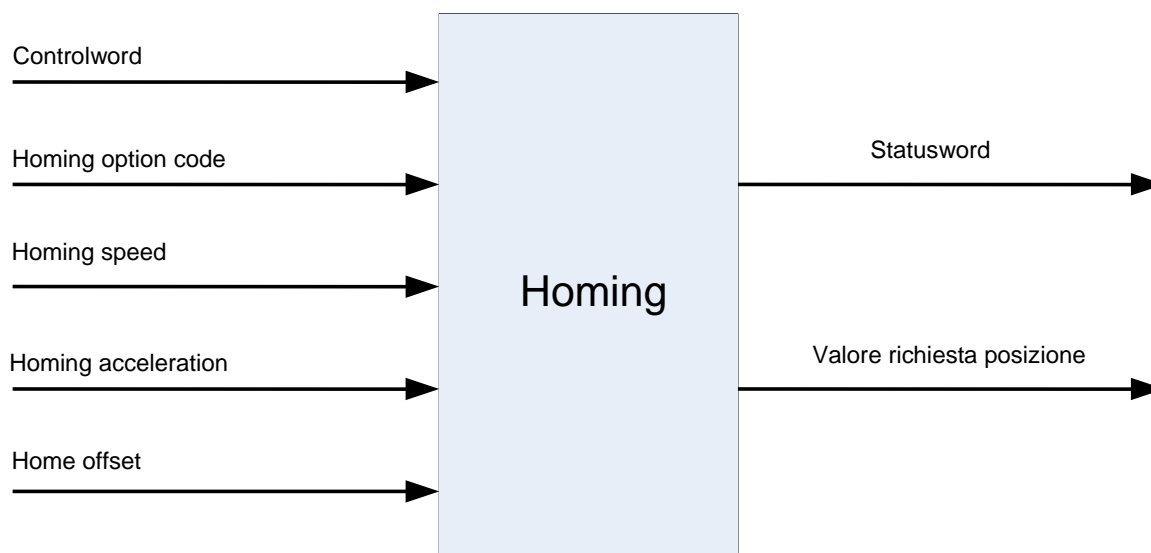 Controlword
Homing option code
Homing speed
Homing acceleration
Home offset
Homing
Statusword
Valore richiesta posizione